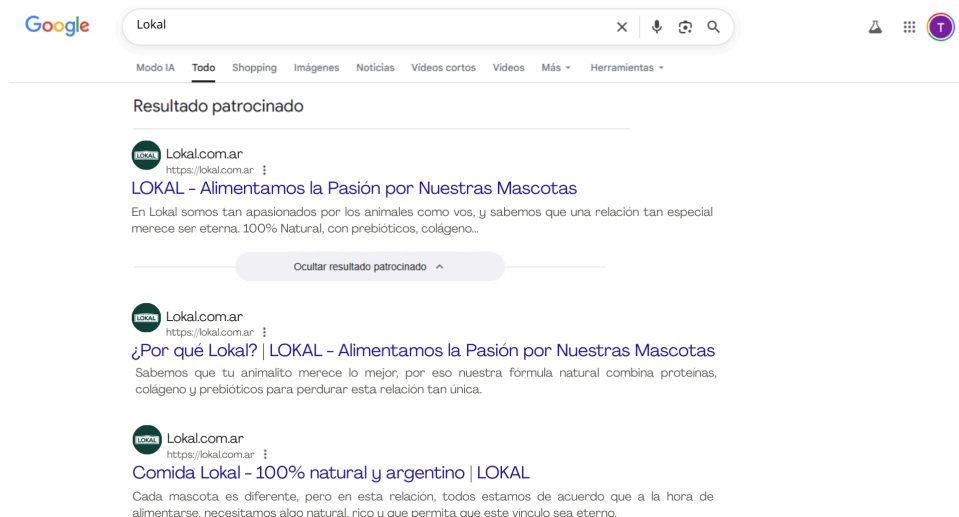 Google
Lokal
T
Modo IA Todo Shopping Imágenes Noticias Vídeos cortos Vídeos Más Herramientas
Resultado patrocinado
LOKAL
Lokal.com.ar
https://lokal.com.ar
LOKAL - Alimentamos la Pasión por Nuestras Mascotas
En Lokal somos tan apasionados por los animales como vos, y sabemos que una relación tan especial
merece ser eterna. 100% Natural, con prebióticos, colágeno...
Ocultar resultado patrocinado
LOKAL
Lokal.com.ar
https://lokal.com.ar
¿Por qué Lokal? | LOKAL - Alimentamos la Pasión por Nuestras Mascotas
Sabemos que tu animalito merece lo mejor, por eso nuestra fórmula natural combina proteínas,
colágeno y prebióticos para perdurar esta relación tan única.
LOKAL
Lokal.com.ar
https://lokal.com.ar
Comida Lokal - 100% natural y argentino | LOKAL
Cada mascota es diferente, pero en esta relación, todos estamos de acuerdo que a la hora de
alimentarse, necesitamos algo natural, rico y que permita que este vínculo sea eterno.